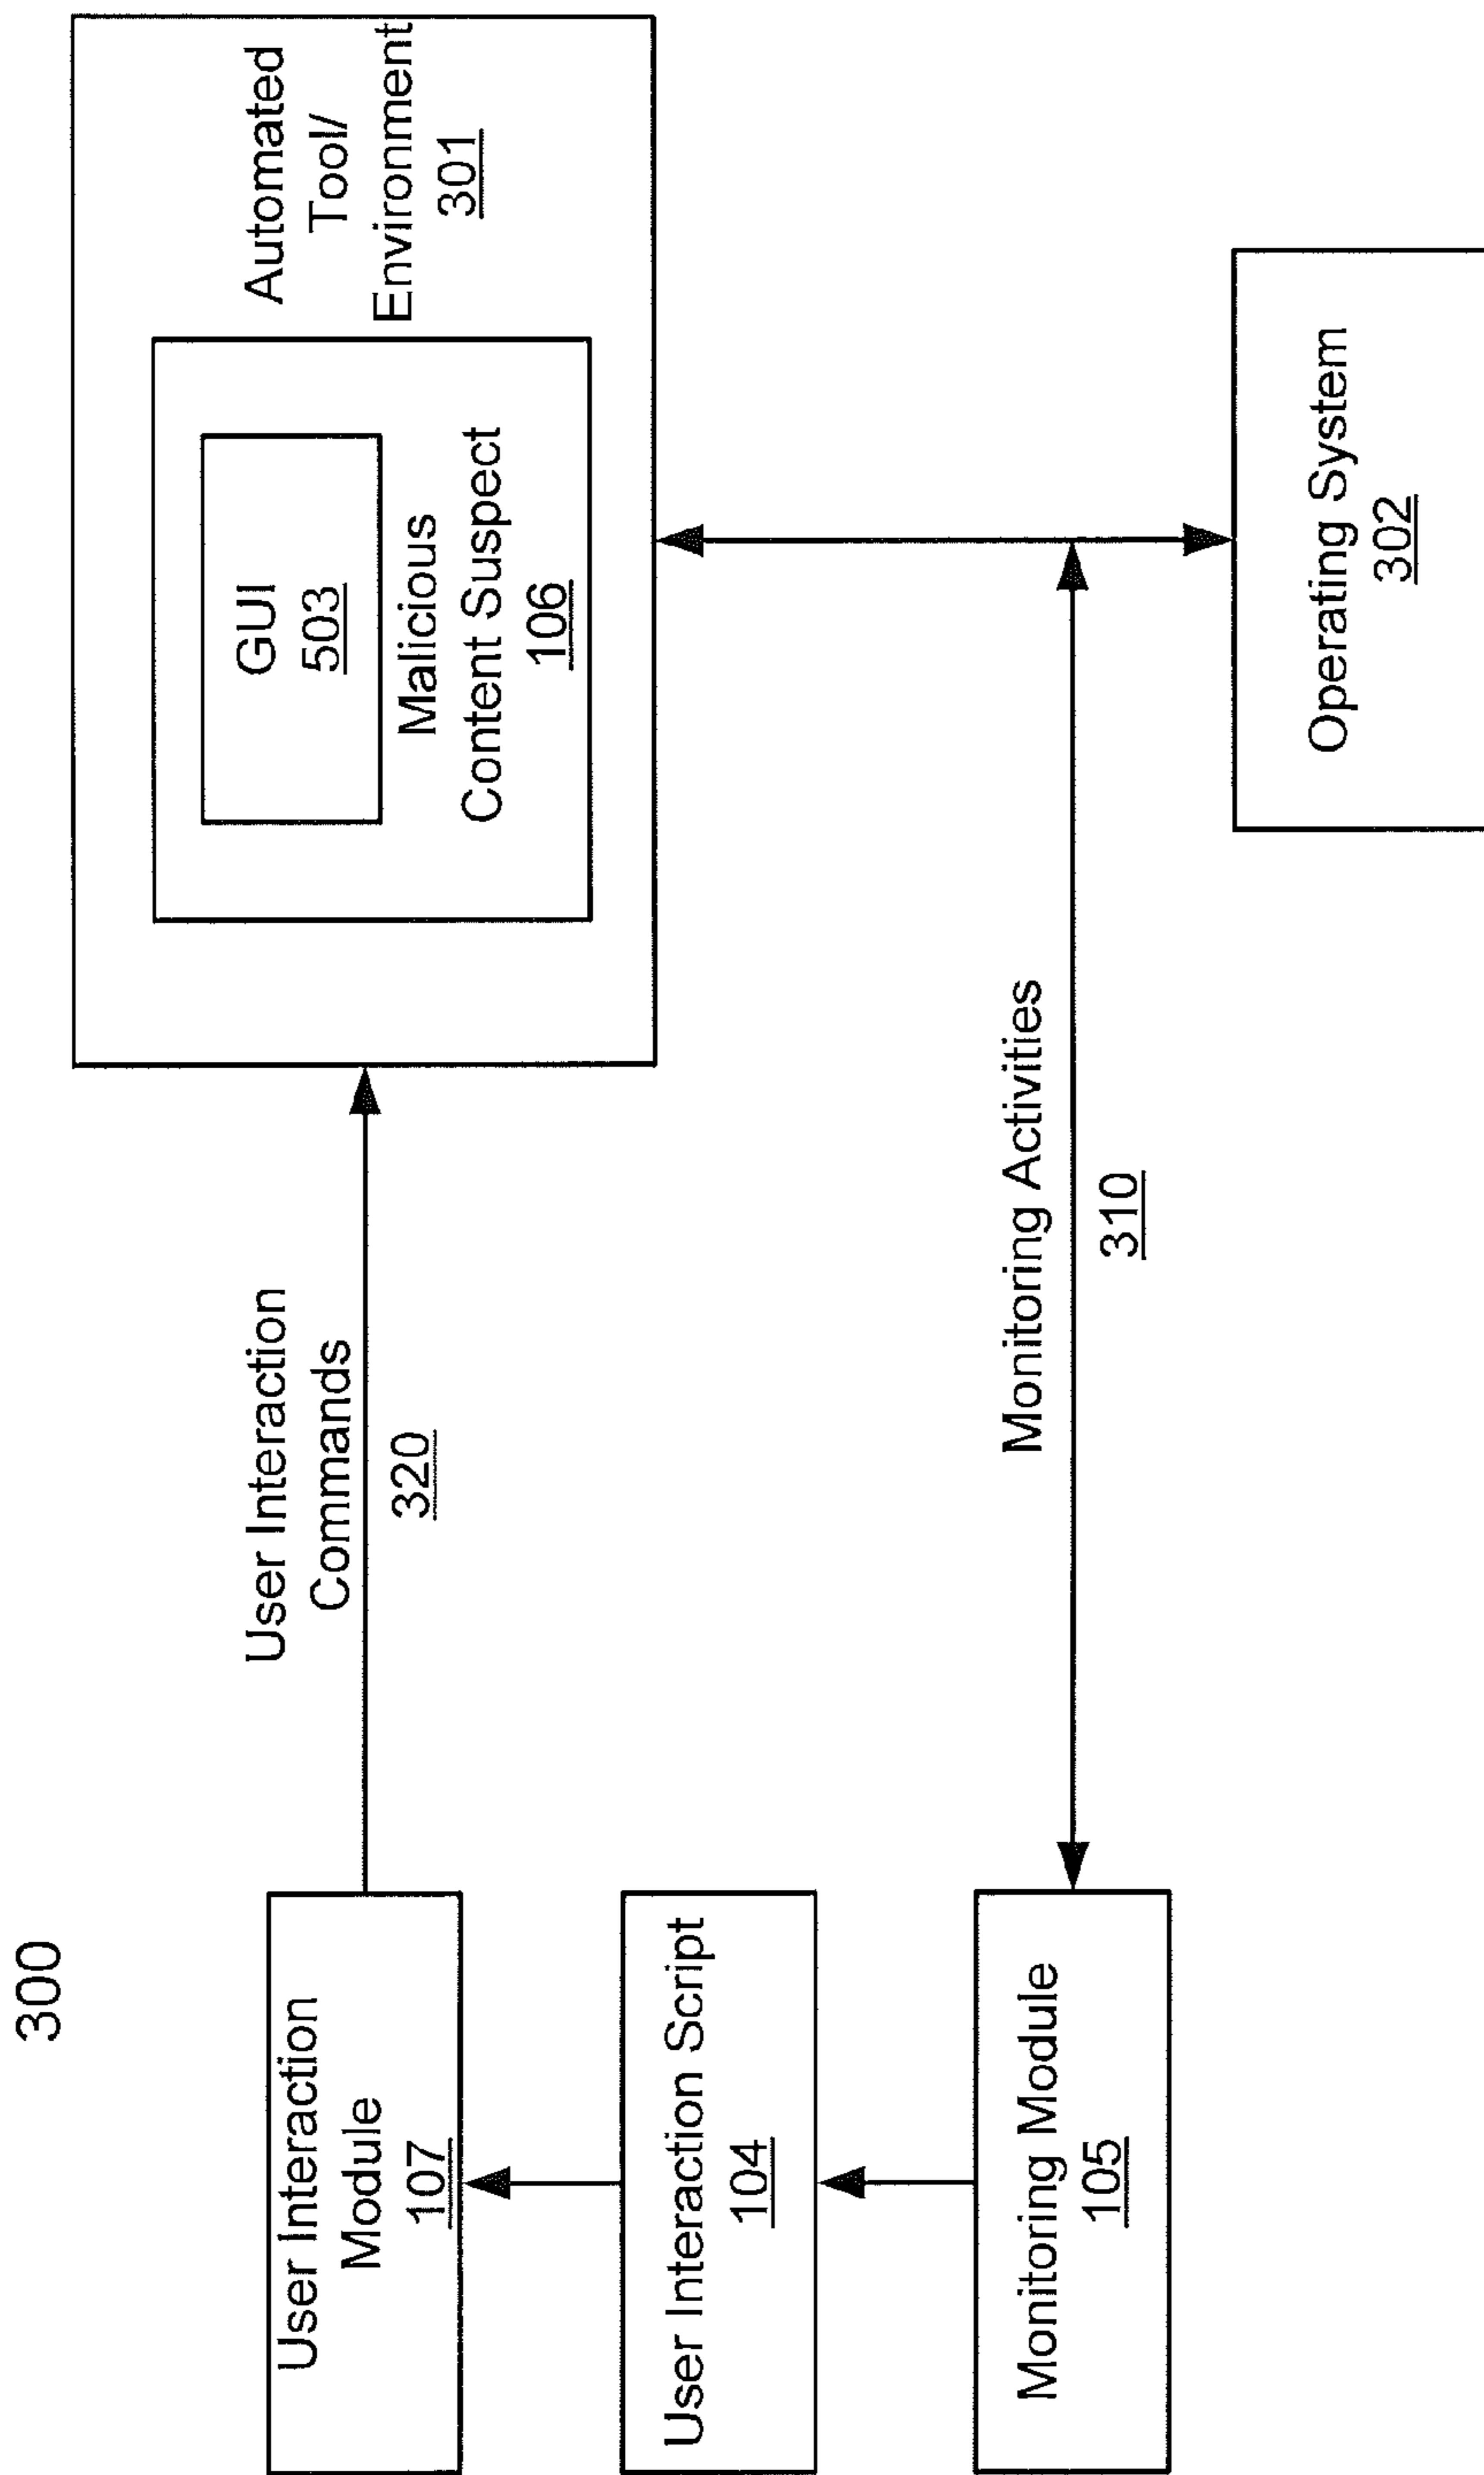 300
User Interaction
Module
107
User Interaction Script
104
Monitoring Module
105
User Interaction
Commands
320
Monitoring Activities
310
Automated
Tool/
Environment
301
GUI
503
Malicious
Content Suspect
106
Operating System
302